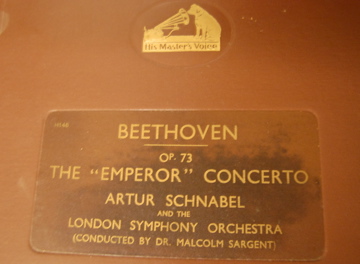 His Master's Voice
BEETHOVEN
OP. 73
THE "EMPEROR" CONCERTO
ARTUR SCHNABEL
AND THE
LONDON SYMPHONY ORCHESTRA
(CONDUCTED BY DR. MALCOLM SARGENT)